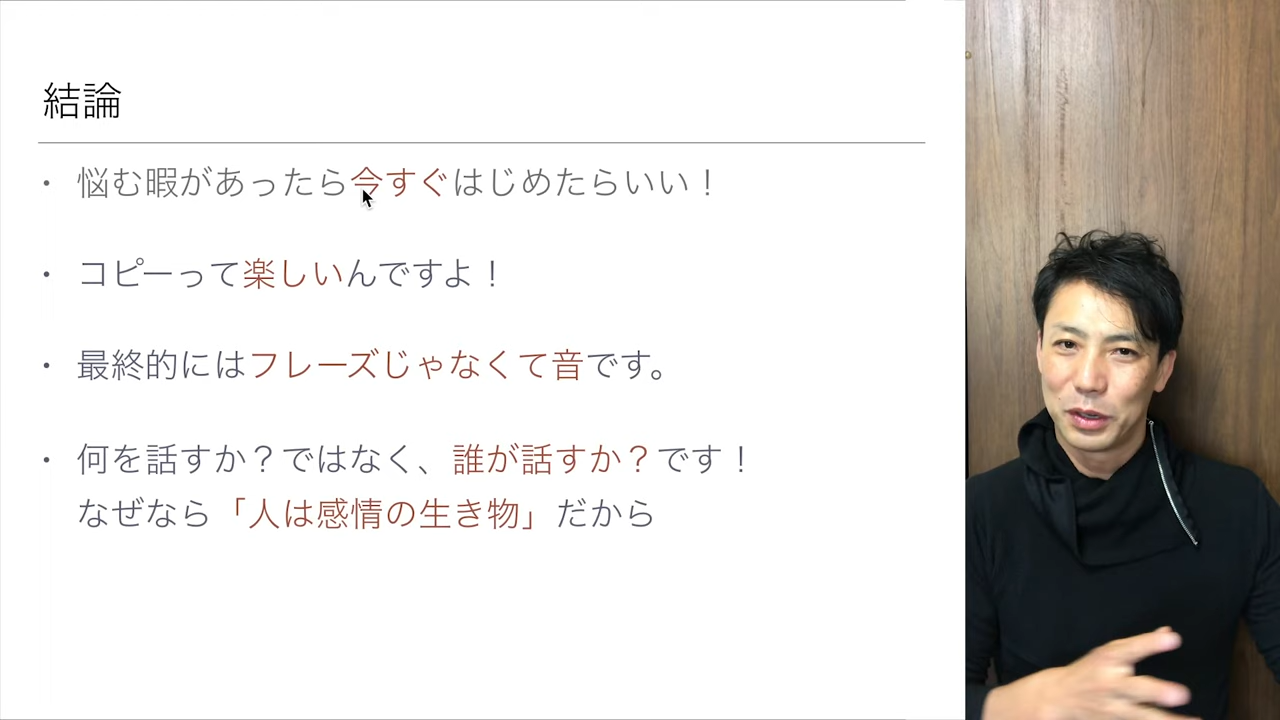 結論
・悩む暇があったら今すぐはじめたらいい！
・コピーって楽しいんですよ！
・最終的にはフレーズじゃなくて音です。
・何を話すか？ではなく、誰が話すか？です！
なぜなら「人は感情の生き物」だから